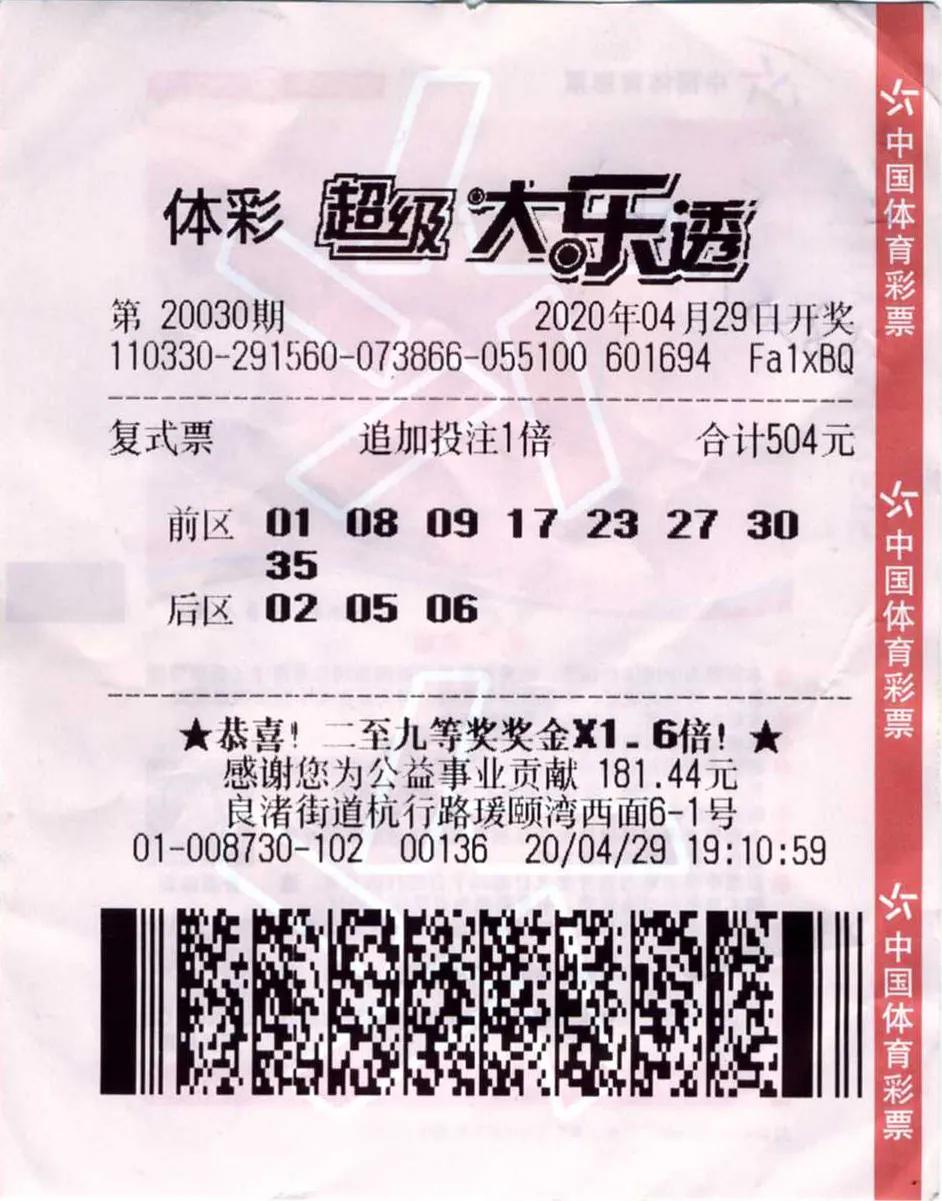 体彩 超级大乐透
第 20030期 2020年04月29日开奖
110330-291560-073866-055100 601694 Fa1xBQ
复式票 追加投注1倍 合计504元
前区 01 08 09 17 23 27 30
35
后区 02 05 06
★恭喜! 二至九等奖奖金X1.6倍! ★
感谢您为公益事业贡献 181.44元
良渚街道杭行路瑗颐湾西面6-1号
01-008730-102 00136 20/04/29 19:10:59
中国体育彩票
中国体育彩票
中国体育彩票